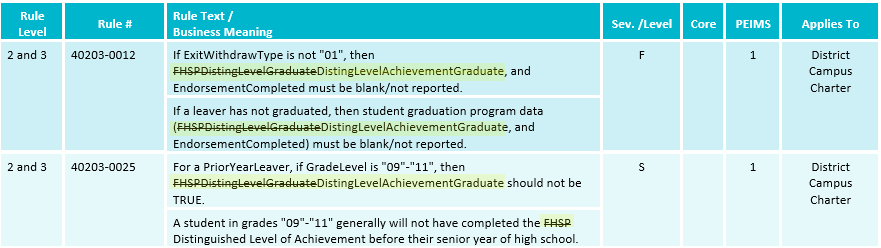 Rule Level
Rule #
Rule Text /
Business Meaning
Sev. /Level
Core
PEIMS
Applies To
2 and 3
40203-0012
If ExitWithdrawType is not "01", then
FHSPDistingLevelGraduateDistingLevelAchievementGraduate, and
EndorsementCompleted must be blank/not reported.
If a leaver has not graduated, then student graduation program data
(FHSPDistingLevelGraduateDistingLevelAchievementGraduate, and
EndorsementCompleted) must be blank/not reported.
F
1
District
Campus
Charter
2 and 3
40203-0025
For a PriorYearLeaver, if GradeLevel is "09"-"11", then
FHSPDistingLevelGraduateDistingLevelAchievementGraduate should not be
TRUE.
A student in grades "09"-"11" generally will not have completed the FHSP
Distinguished Level of Achievement before their senior year of high school.
S
1
District
Campus
Charter